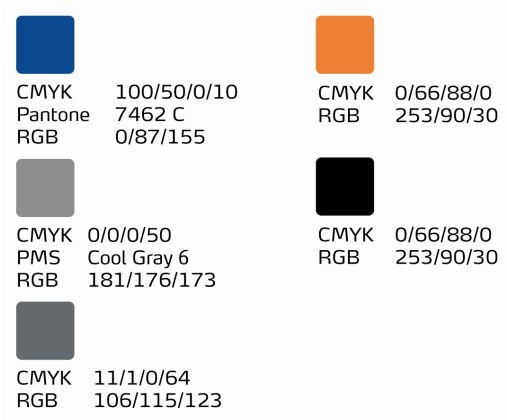 CMYK 100/50/0/10
Pantone 7462 C
RGB 0/87/155
CMYK 0/66/88/0
RGB 253/90/30
CMYK 0/0/0/50
PMS Cool Gray 6
RGB 181/176/173
CMYK 0/66/88/0
RGB 253/90/30
CMYK 11/1/0/64
RGB 106/115/123